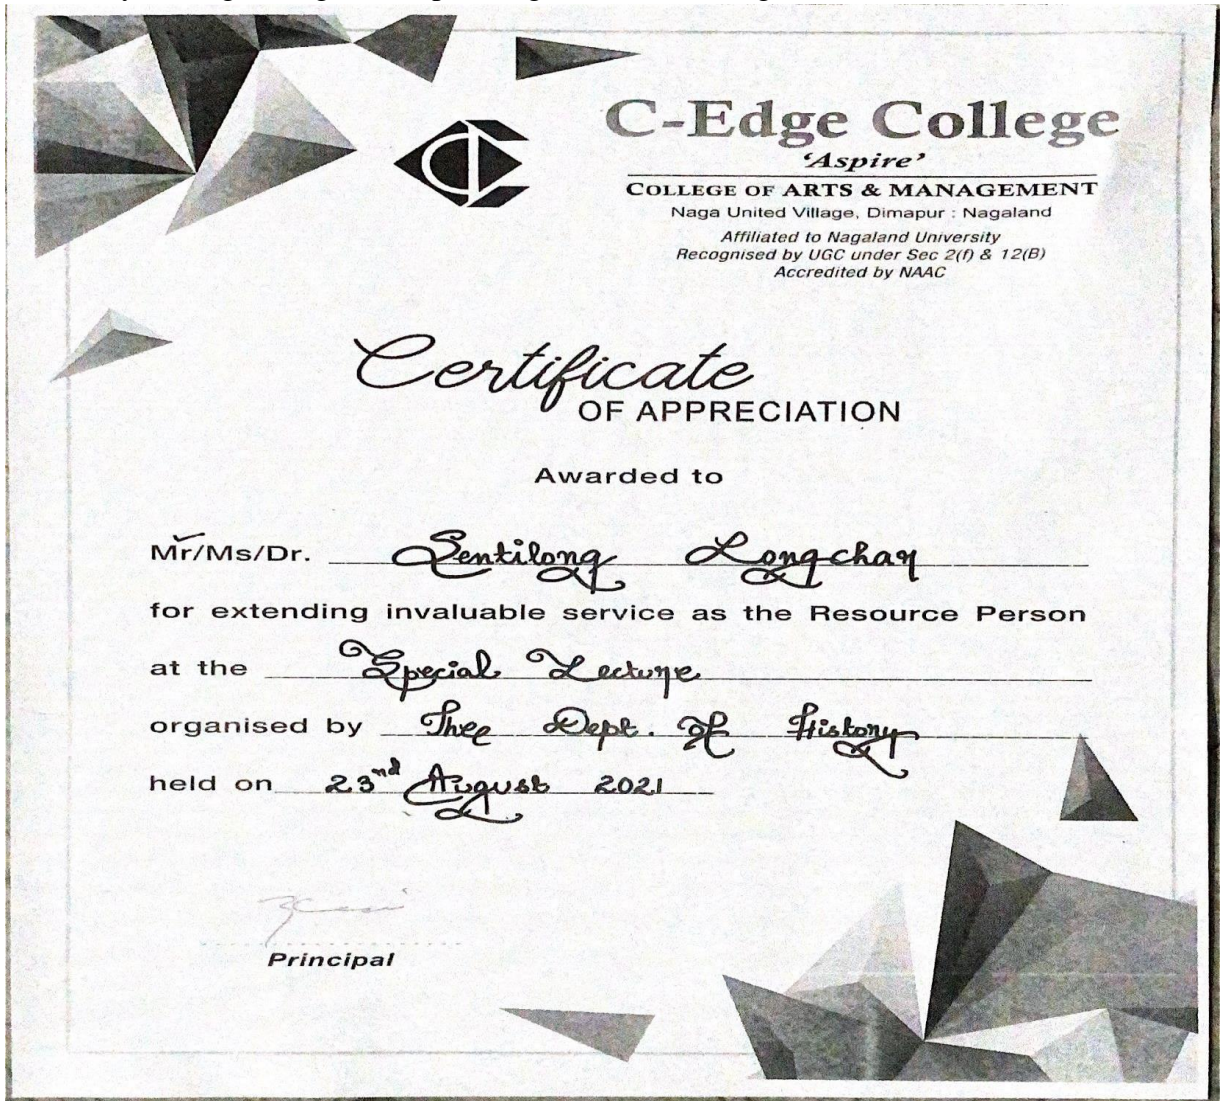 C-Edge College
‘Aspire’
COLLEGE OF ARTS & MANAGEMENT
Naga United Village, Dimapur : Nagaland
Affiliated to Nagaland University
Recognised by UGC under Sec 2(f) & 12(B)
Accredited by NAAC
Certificate
OF APPRECIATION
Awarded to
Mr/Ms/Dr. Sentilong Longchar
for extending invaluable service as the Resource Person
at the Special Lecture
organised by Thee Dept. of History
held on 23nd August 2021
Principal